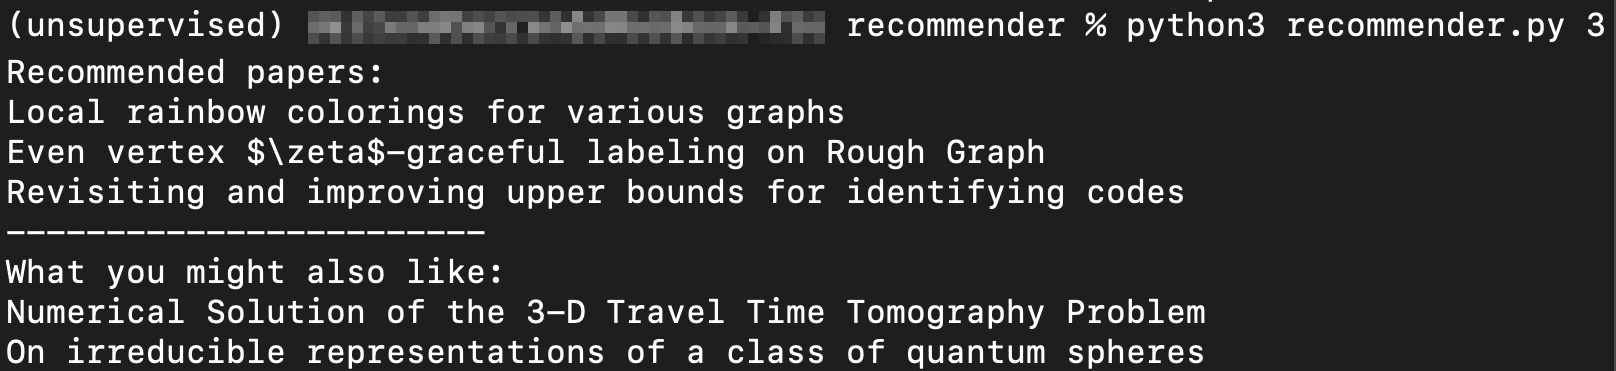 (unsupervised) recommender % python3 recommender.py 3
Recommended papers:
Local rainbow colorings for various graphs
Even vertex $\zeta$-graceful labeling on Rough Graph
Revisiting and improving upper bounds for identifying codes
------------------------
What you might also like:
Numerical Solution of the 3-D Travel Time Tomography Problem
On irreducible representations of a class of quantum spheres